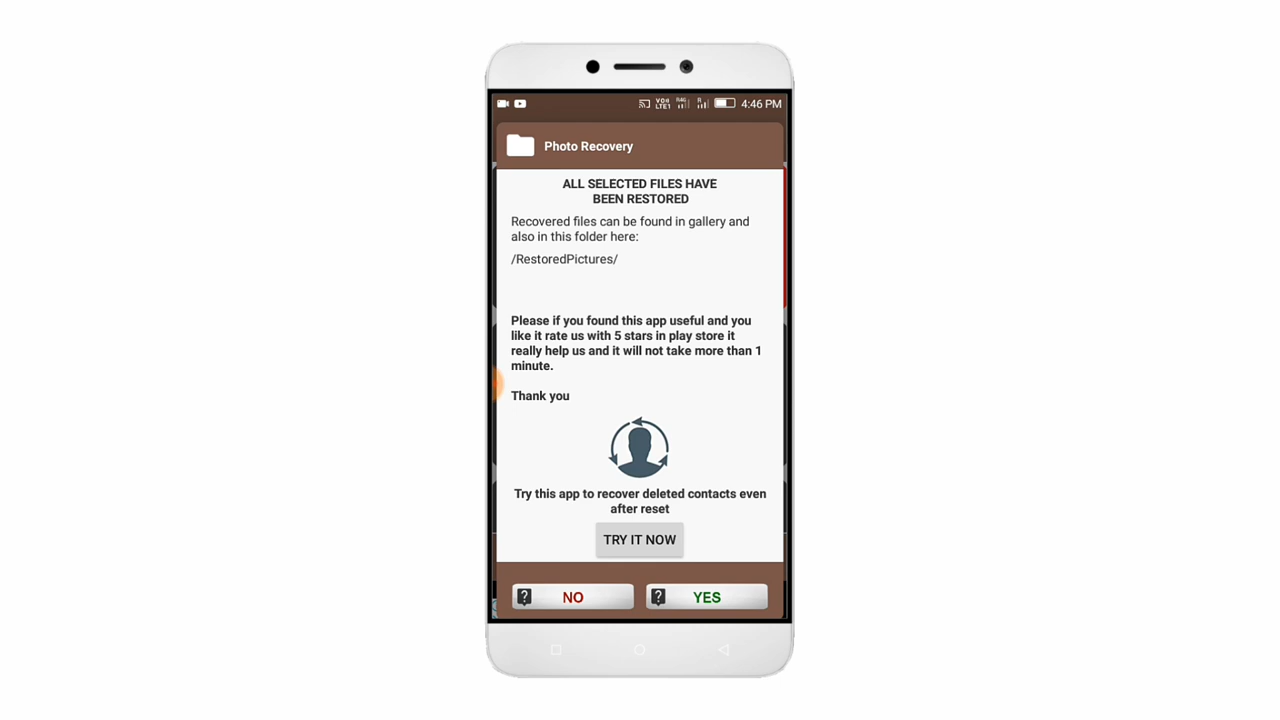 4:46 PM
Photo Recovery
ALL SELECTED FILES HAVE
BEEN RESTORED
Recovered files can be found in gallery and
also in this folder here:
/RestoredPictures/
Please if you found this app useful and you
like it rate us with 5 stars in play store it
really help us and it will not take more than 1
minute.
Thank you
Try this app to recover deleted contacts even
after reset
TRY IT NOW
? NO
? YES